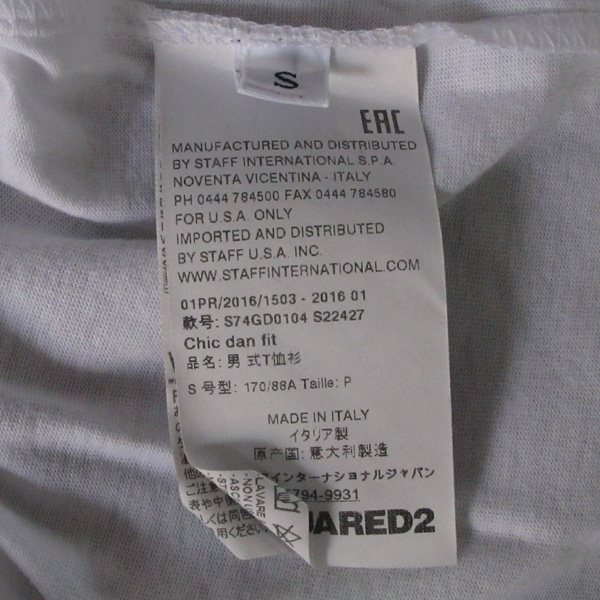 S
EAC
MANUFACTURED AND DISTRIBUTED
BY STAFF INTERNATIONAL S.P.A.
NOVENTA VICENTINA - ITALY
PH 0444 784500 FAX 0444 784580
FOR U.S.A. ONLY
IMPORTED AND DISTRIBUTED
BY STAFF U.S.A. INC.
WWW.STAFFINTERNATIONAL.COM
01PR/2016/1503 - 2016 01
款号: S74GD0104 S22427
Chic dan fit
品名: 男 式T恤衫
S 号型: 170/88A Taille: P
MADE IN ITALY
イタリア製
原产国: 意大利製造
インターナショナルジャパン
794-9931
UARED2
LAVARE